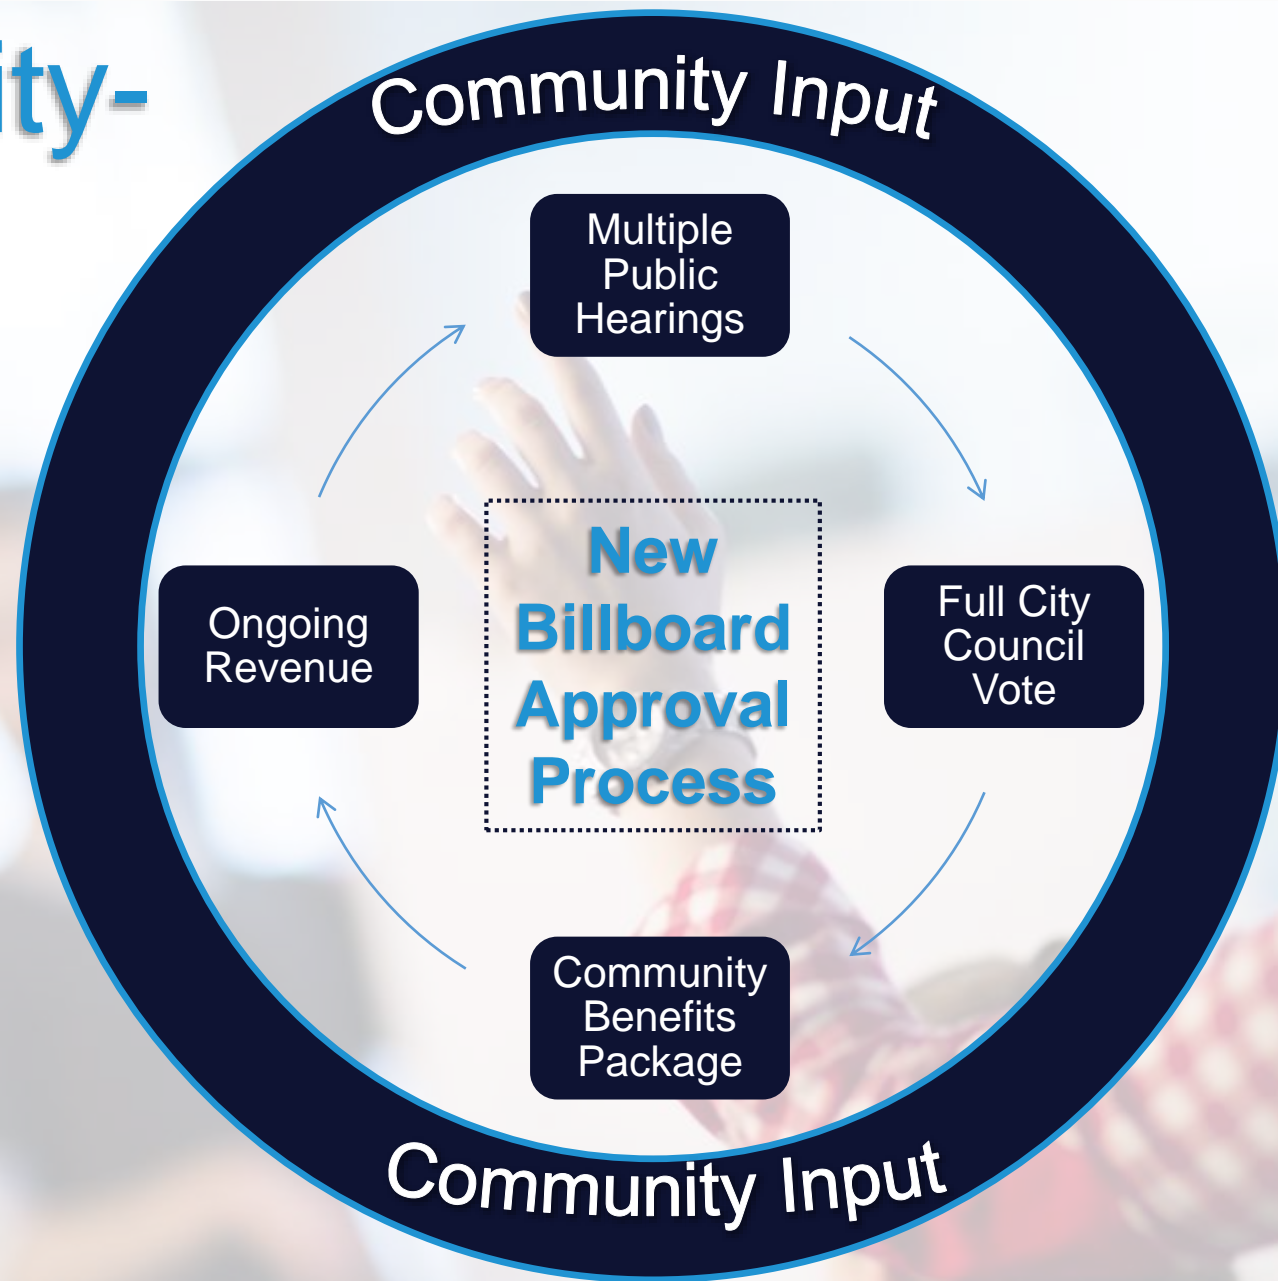 ity-
Community Input
Multiple
Public
Hearings
New
Billboard
Approval
Process
Ongoing
Revenue
Full City
Council
Vote
Community
Benefits
Package
Community Input